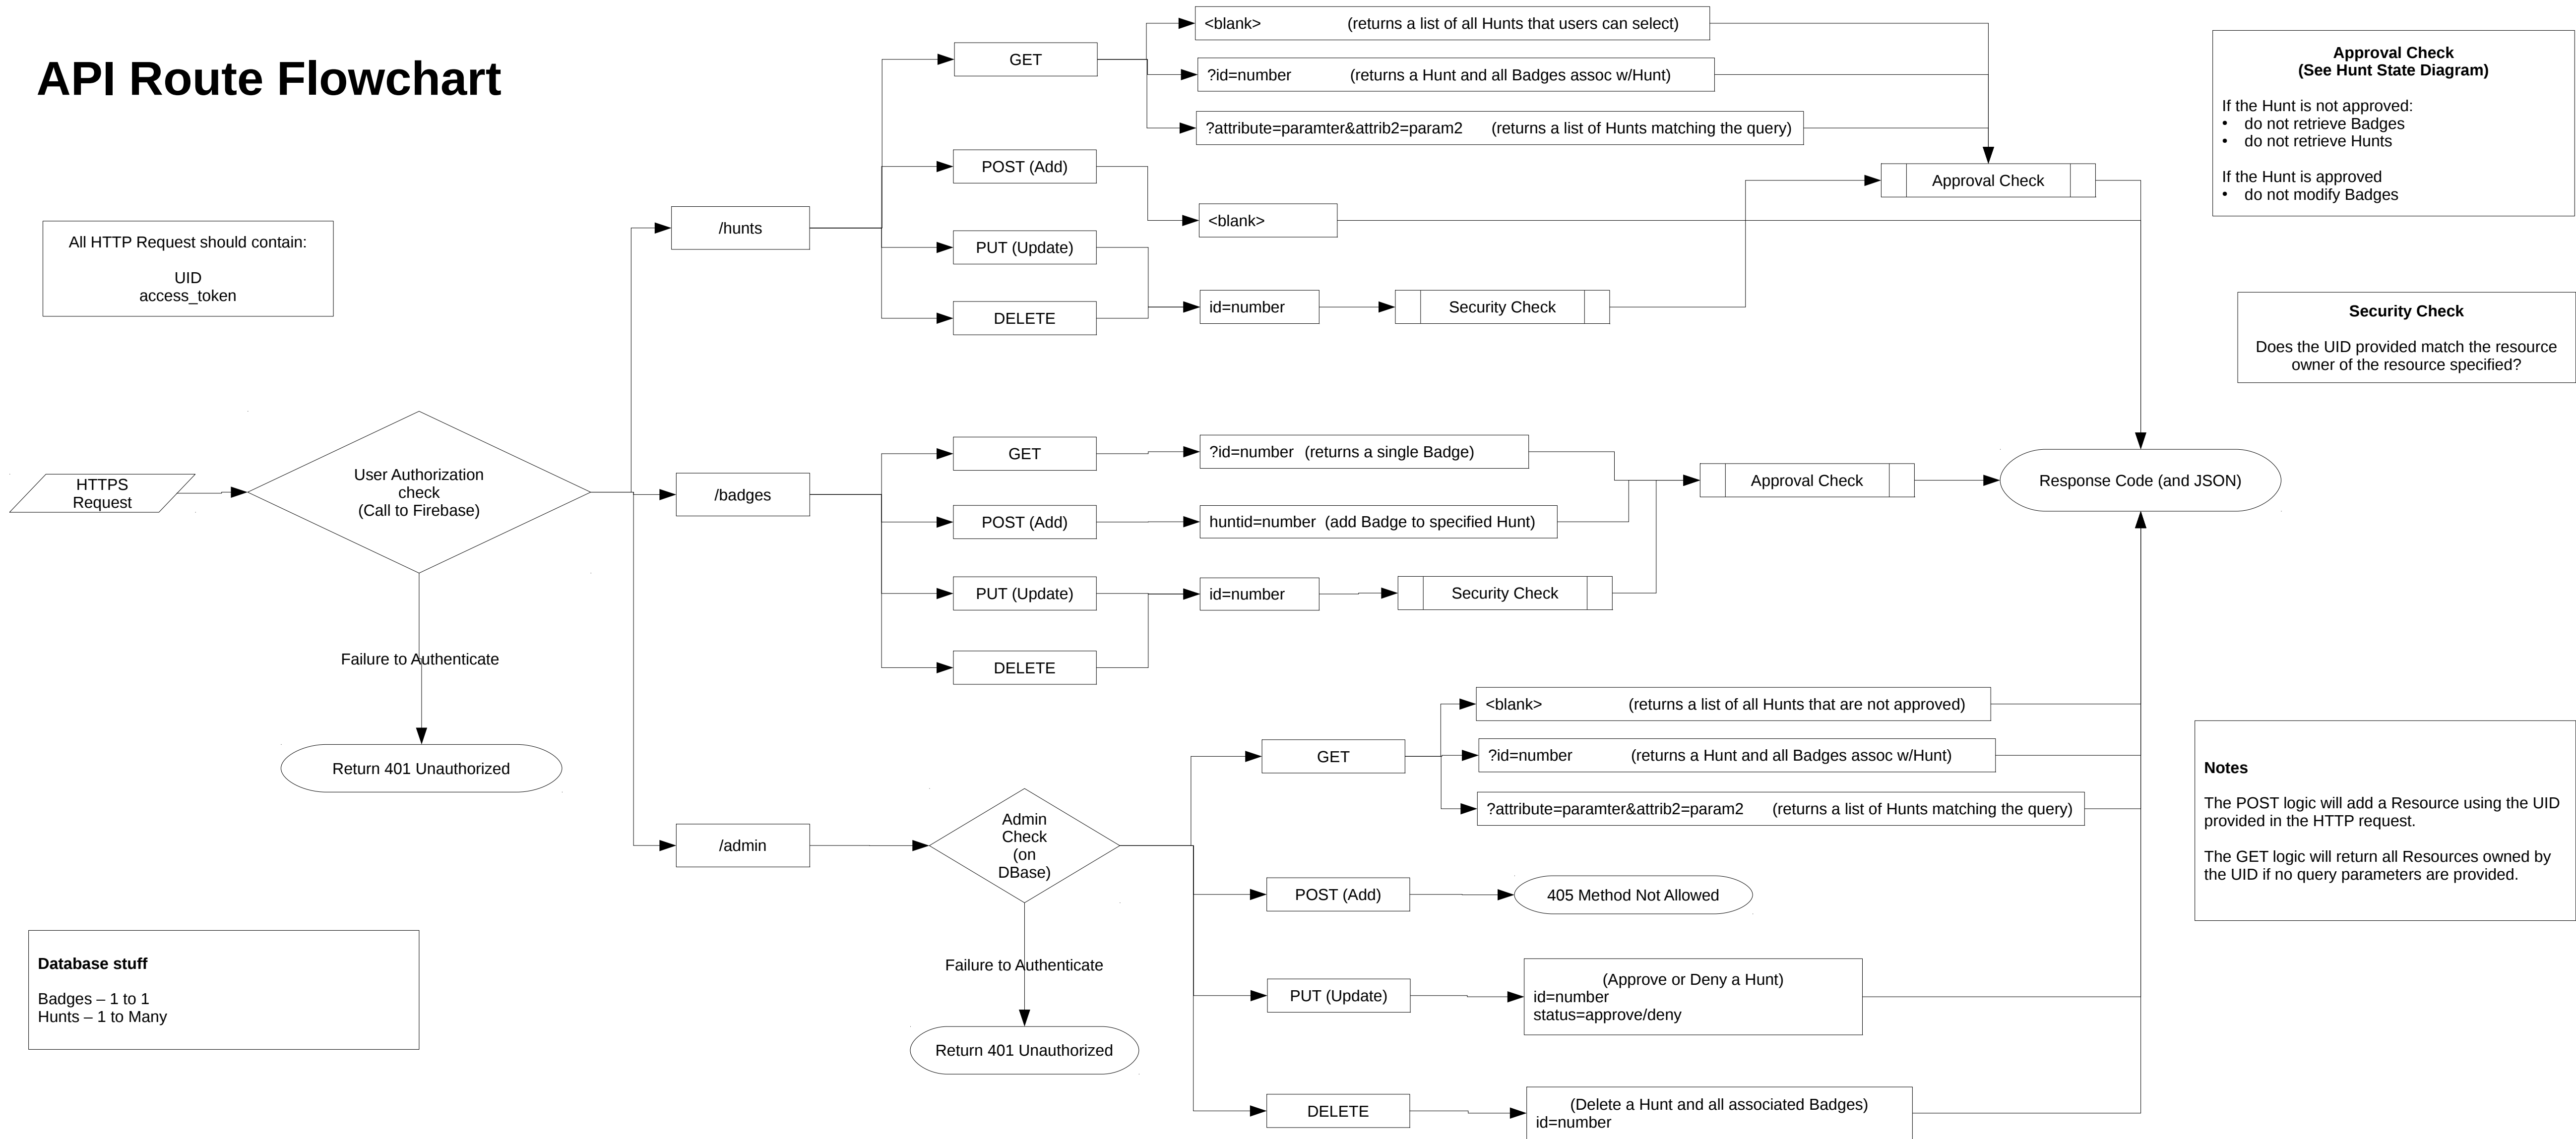 API Route Flowchart
All HTTP Request should contain:
UID
access_token
HTTPS
Request
User Authorization
check
(Call to Firebase)
Failure to Authenticate
Return 401 Unauthorized
Database stuff
Badges – 1 to 1
Hunts – 1 to Many
/hunts
GET
<blank> (returns a list of all Hunts that users can select)
?id=number (returns a Hunt and all Badges assoc w/Hunt)
?attribute=paramter&attrib2=param2 (returns a list of Hunts matching the query)
POST (Add)
<blank>
PUT (Update)
DELETE
id=number
Security Check
Approval Check
/badges
GET
?id=number (returns a single Badge)
POST (Add)
huntid=number (add Badge to specified Hunt)
PUT (Update)
DELETE
id=number
Security Check
Approval Check
Response Code (and JSON)
/admin
Admin
Check
(on
DBase)
Failure to Authenticate
Return 401 Unauthorized
GET
<blank> (returns a list of all Hunts that are not approved)
?id=number (returns a Hunt and all Badges assoc w/Hunt)
?attribute=paramter&attrib2=param2 (returns a list of Hunts matching the query)
POST (Add)
405 Method Not Allowed
PUT (Update)
(Approve or Deny a Hunt)
id=number
status=approve/deny
DELETE
(Delete a Hunt and all associated Badges)
id=number
Approval Check
(See Hunt State Diagram)
If the Hunt is not approved:
• do not retrieve Badges
• do not retrieve Hunts
If the Hunt is approved
• do not modify Badges
Security Check
Does the UID provided match the resource
owner of the resource specified?
Notes
The POST logic will add a Resource using the UID
provided in the HTTP request.
The GET logic will return all Resources owned by
the UID if no query parameters are provided.